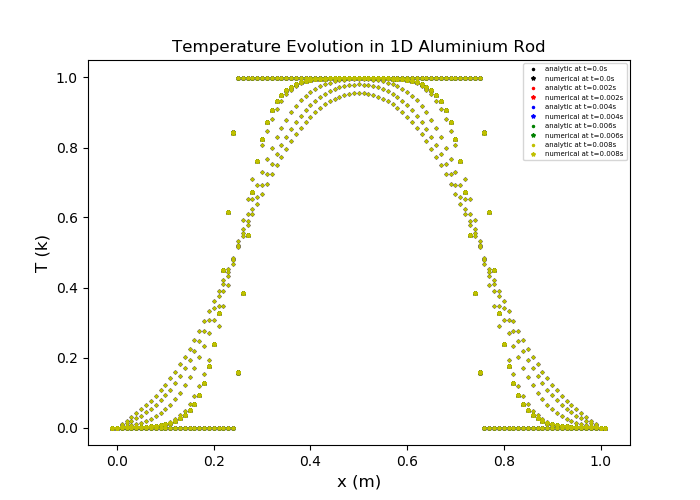 Temperature Evolution in 1D Aluminium Rod
analytic at t=0.0s
numerical at t=0.0s
analytic at t=0.002s
numerical at t=0.002s
analytic at t=0.004s
numerical at t=0.004s
analytic at t=0.006s
numerical at t=0.006s
analytic at t=0.008s
numerical at t=0.008s
T (k)
1.0
0.8
0.6
0.4
0.2
0.0
0.0 0.2 0.4 0.6 0.8 1.0
x (m)